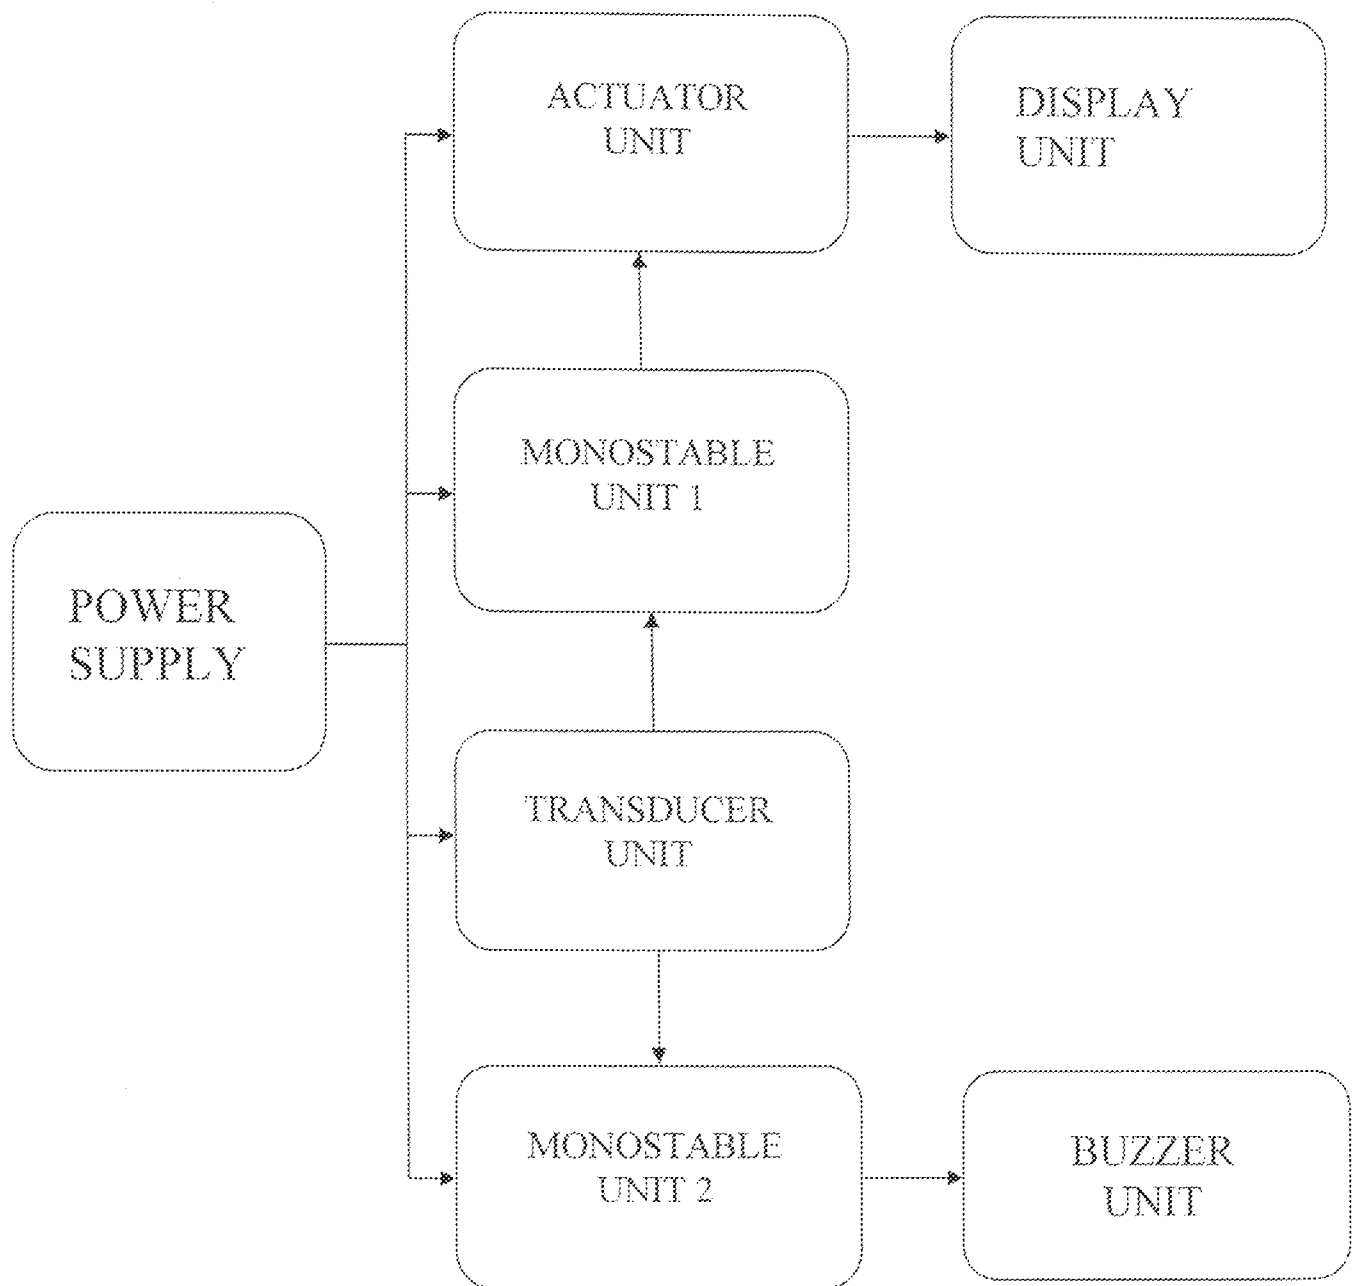 ACTUATOR
UNIT
DISPLAY
UNIT
MONOSTABLE
UNIT 1
POWER
SUPPLY
TRANSDUCER
UNIT
MONOSTABLE
UNIT 2
BUZZER
UNIT